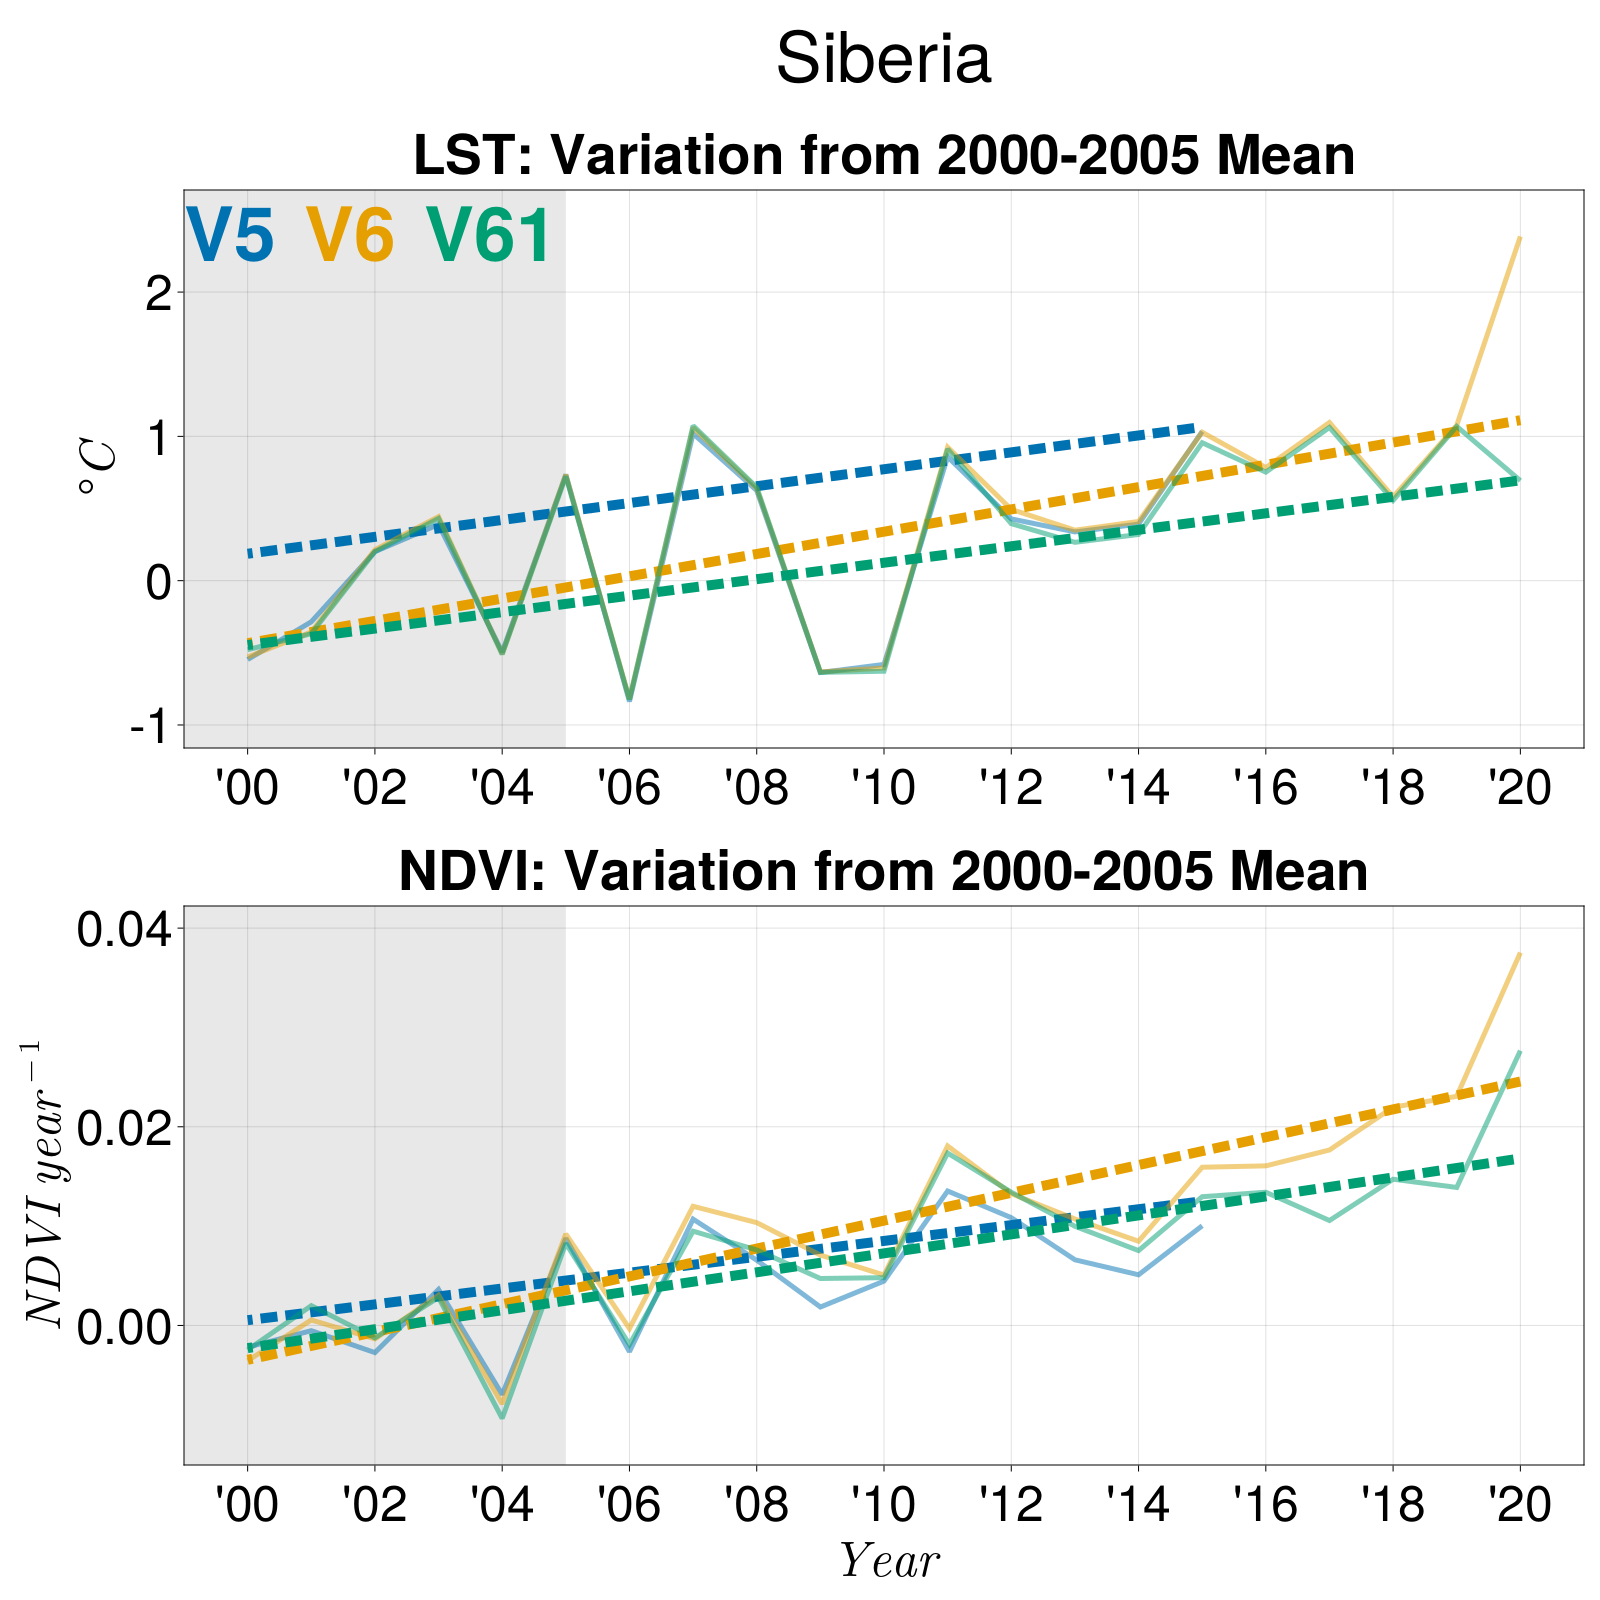 Siberia
LST: Variation from 2000-2005 Mean
V5 V6 V61
°C
2
1
0
-1
'00 '02 '04 '06 '08 '10 '12 '14 '16 '18 '20
NDVI: Variation from 2000-2005 Mean
NDVI year⁻¹
0.04
0.02
0.00
'00 '02 '04 '06 '08 '10 '12 '14 '16 '18 '20
Year